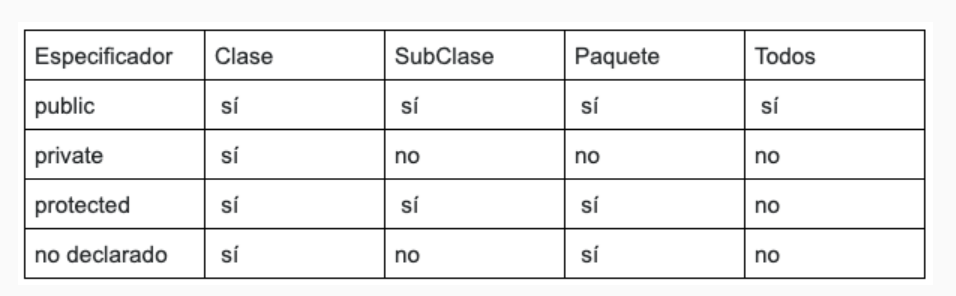 Especificador Clase SubClase Paquete Todos
public sí sí sí sí
private sí no no no
protected sí sí sí no
no declarado sí no sí no